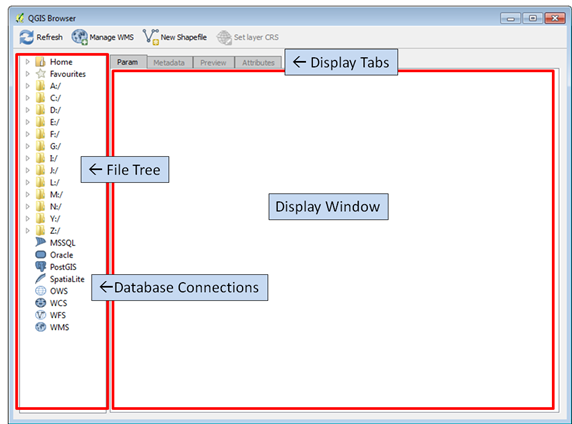 QGIS Browser
Refresh Manage WMS New Shapefile Set layer CRS
Param Metadata Preview Attributes
← Display Tabs
Home
Favourites
A:/
C:/
D:/
E:/
F:/
G:/
I:/
J:/
L:/
M:/
N:/
Y:/
Z:/
MSSQL
Oracle
PostGIS
SpatiaLite
OWS
WCS
WFS
WMS
← File Tree
Display Window
←Database Connections